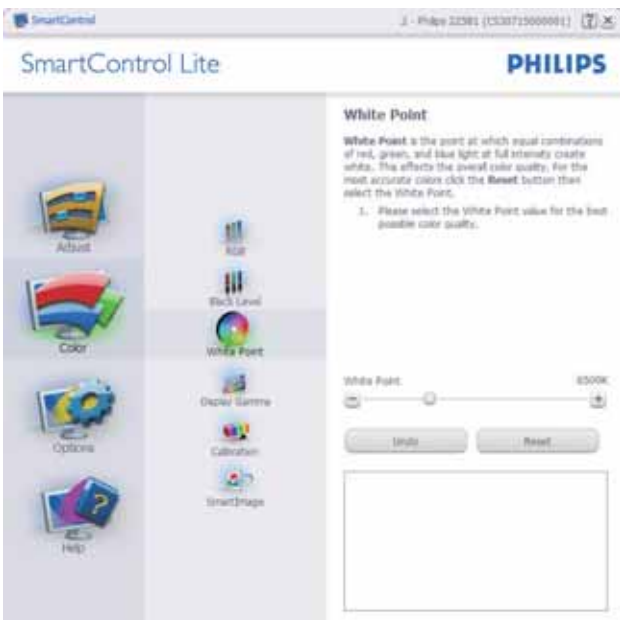 SmartControl
SmartControl Lite
PHILIPS
Adjust
Color
Options
Help
RGB
Black Level
White Point
Display Gamma
Calibration
SmartImage
White Point
White Point is the point at which equal combinations
of red, green, and blue light at full intensity create
white. This effects the overall color quality. For the
most accurate colors click the Reset button then
select the White Point.
1. Please select the White Point value for the best
possible color quality.
White Point
6500K
Undo
Reset